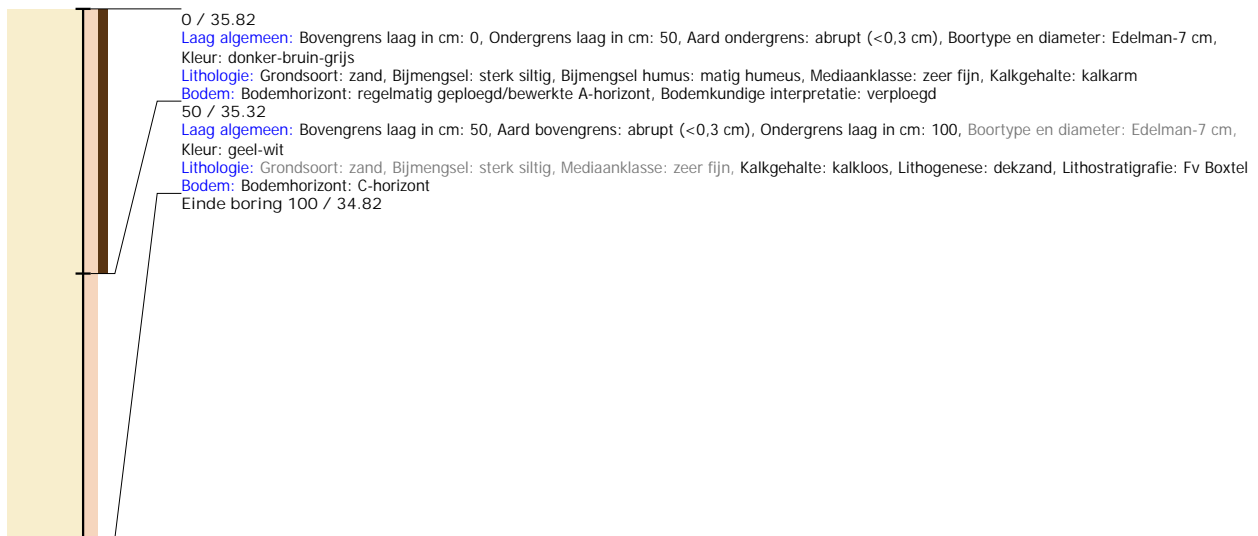 0 / 35.82
Laag algemeen: Bovengrens laag in cm: 0, Ondergrens laag in cm: 50, Aard ondergrens: abrupt (<0,3 cm), Boortype en diameter: Edelman-7 cm,
Kleur: donker-bruin-grijs
Lithologie: Grondsoort: zand, Bijmengsel: sterk siltig, Bijmengsel humus: matig humeus, Mediaanklasse: zeer fijn, Kalkgehalte: kalkarm
Bodem: Bodemhorizont: regelmatig geploegd/bewerkte A-horizont, Bodemkundige interpretatie: verploegd
50 / 35.32
Laag algemeen: Bovengrens laag in cm: 50, Aard bovengrens: abrupt (<0,3 cm), Ondergrens laag in cm: 100, Boortype en diameter: Edelman-7 cm,
Kleur: geel-wit
Lithologie: Grondsoort: zand, Bijmengsel: sterk siltig, Mediaanklasse: zeer fijn, Kalkgehalte: kalkloos, Lithogenese: dekzand, Lithostratigrafie: Fv Boxtel
Bodem: Bodemhorizont: C-horizont
Einde boring 100 / 34.82